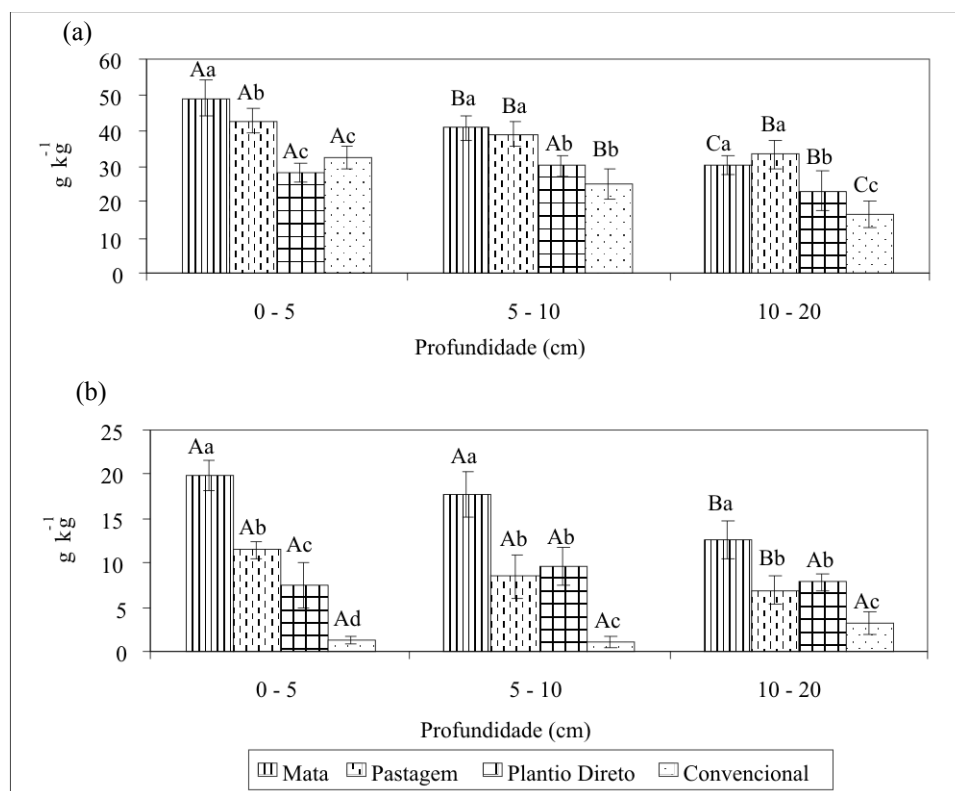 (a)
60
50
40
30
20
10
0
g kg-1
Aa
Ab
Ac
Ac
Ba
Ba
Ab
Bb
Ca
Ba
Bb
Cc
0 - 5
5 - 10
10 - 20
Profundidade (cm)
(b)
25
20
15
10
5
0
g kg-1
Aa
Ab
Ac
Ad
Aa
Ab
Ab
Ac
Ba
Bb
Ab
Ac
0 - 5
5 - 10
10 - 20
Profundidade (cm)
Mata Pastagem Plantio Direto Convencional